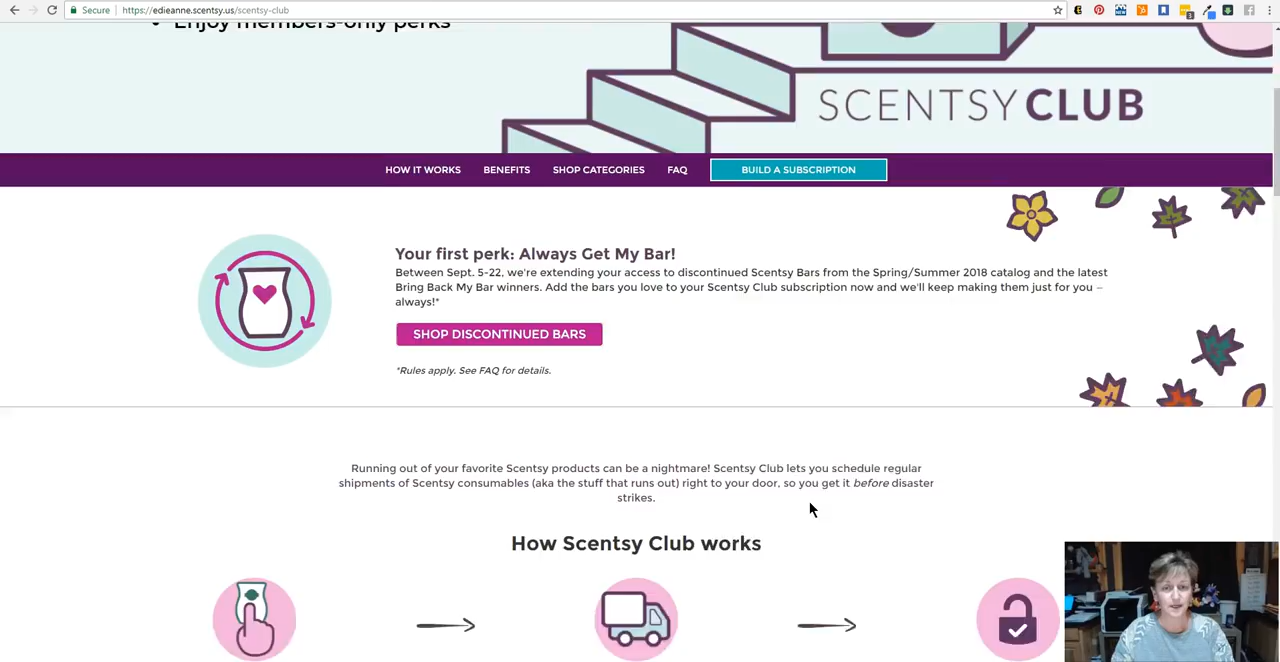 Secure | https://edieanne.scentsy.us/scentsy-club
Enjoy members-only perks
SCENTSY CLUB
HOW IT WORKS BENEFITS SHOP CATEGORIES FAQ BUILD A SUBSCRIPTION
Your first perk: Always Get My Bar!
Between Sept. 5-22, we're extending your access to discontinued Scentsy Bars from the Spring/Summer 2018 catalog and the latest
Bring Back My Bar winners. Add the bars you love to your Scentsy Club subscription now and we'll keep making them just for you –
always!*
SHOP DISCONTINUED BARS
*Rules apply. See FAQ for details.
Running out of your favorite Scentsy products can be a nightmare! Scentsy Club lets you schedule regular
shipments of Scentsy consumables (aka the stuff that runs out) right to your door, so you get it before disaster
strikes.
How Scentsy Club works